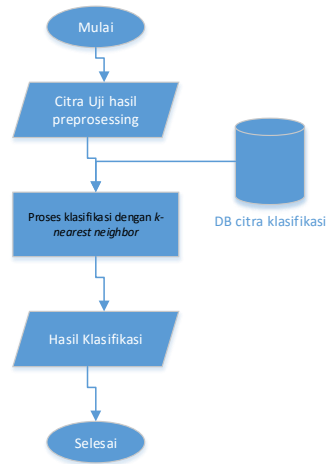 Mulai
Citra Uji hasil
preprosessing
DB citra klasifikasi
Proses klasifikasi dengan k-
nearest neighbor
Hasil Klasifikasi
Selesai